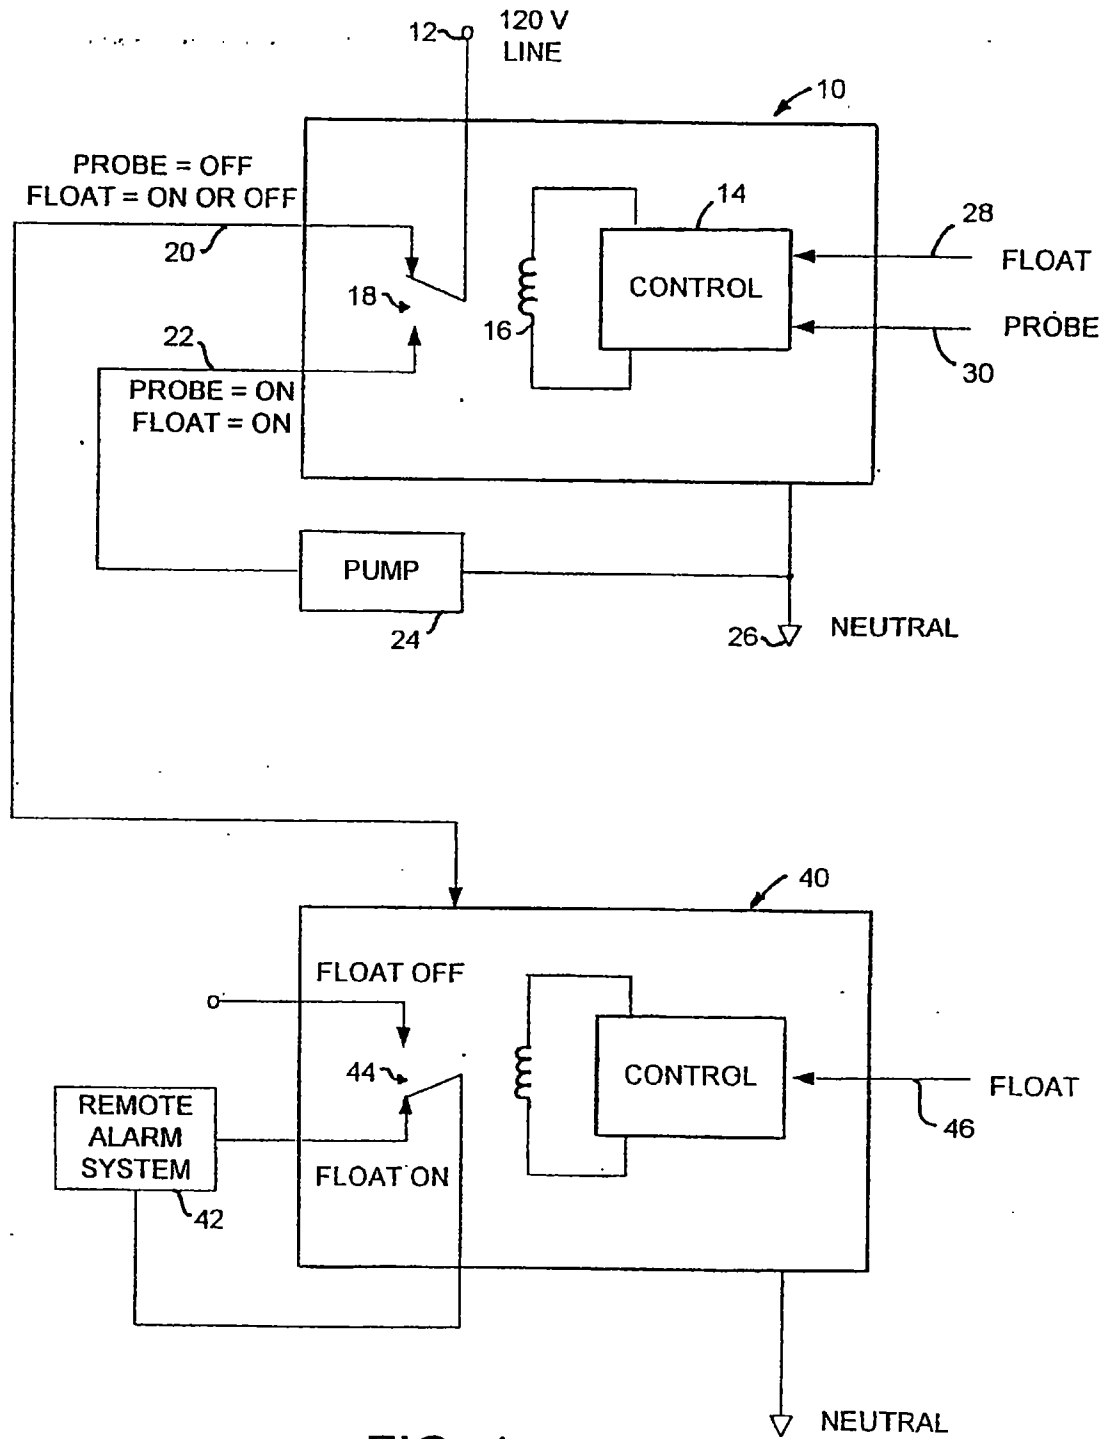 12
120 V
LINE
10
PROBE = OFF
FLOAT = ON OR OFF
14
28
FLOAT
20
18
16
CONTROL
22
PROBE
30
PROBE = ON
FLOAT = ON
PUMP
24
26
NEUTRAL
40
FLOAT OFF
44
CONTROL
FLOAT
46
REMOTE
ALARM
SYSTEM
FLOAT ON
42
NEUTRAL